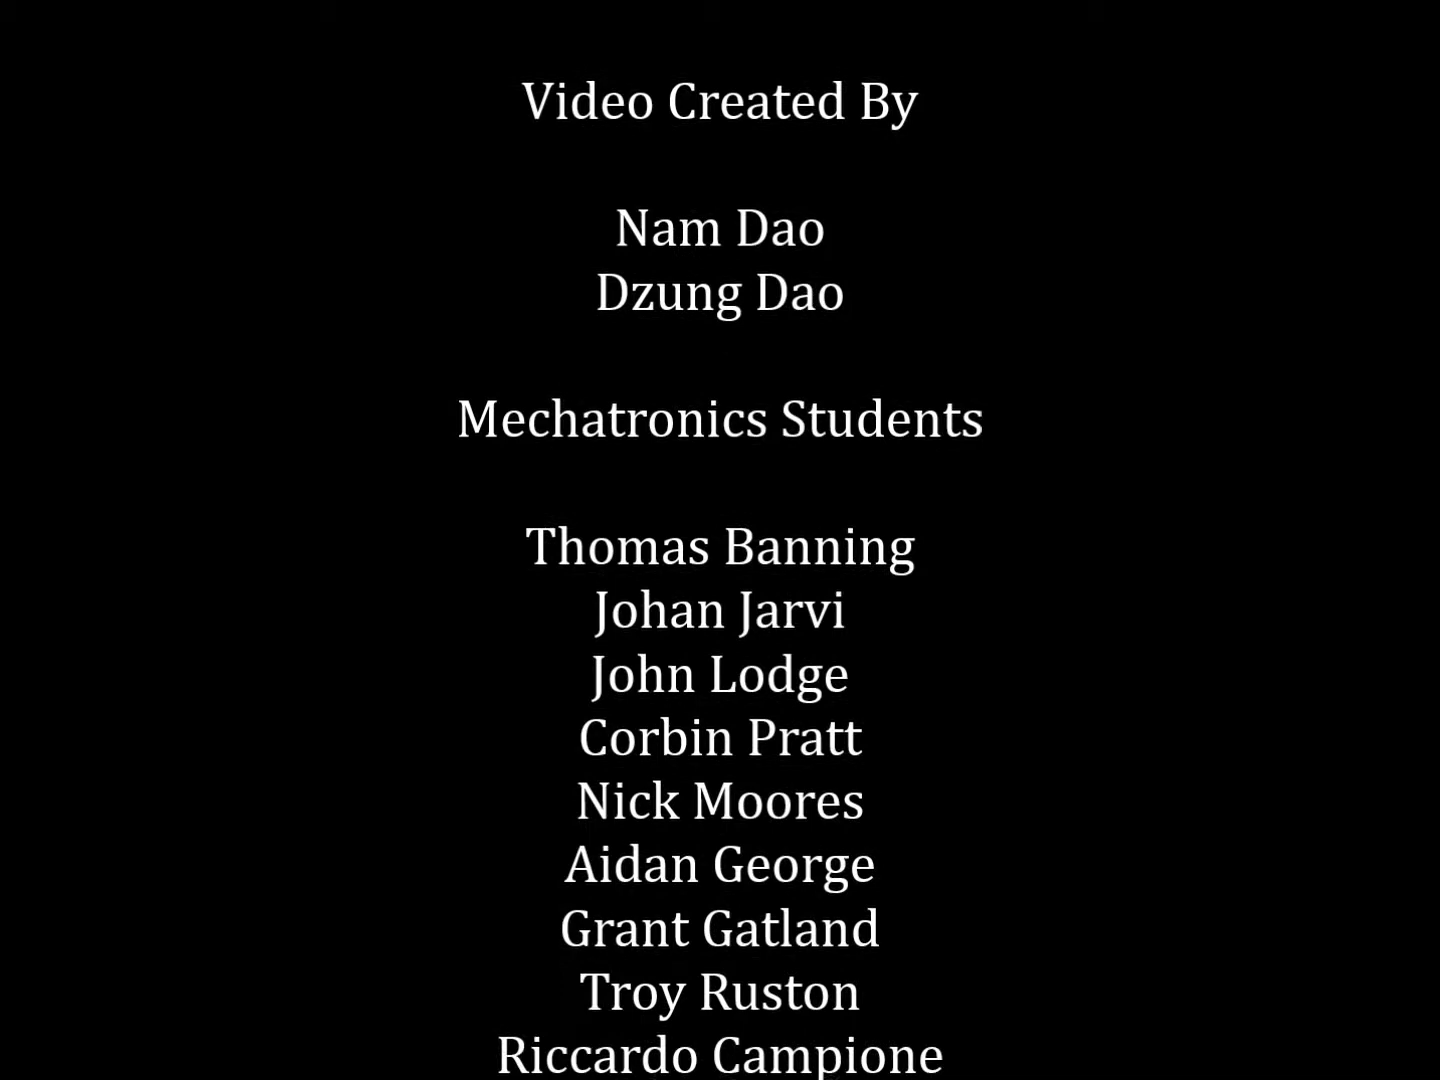 Video Created By
Nam Dao
Dzung Dao
Mechatronics Students
Thomas Banning
Johan Jarvi
John Lodge
Corbin Pratt
Nick Moores
Aidan George
Grant Gatland
Troy Ruston
Riccardo Campione